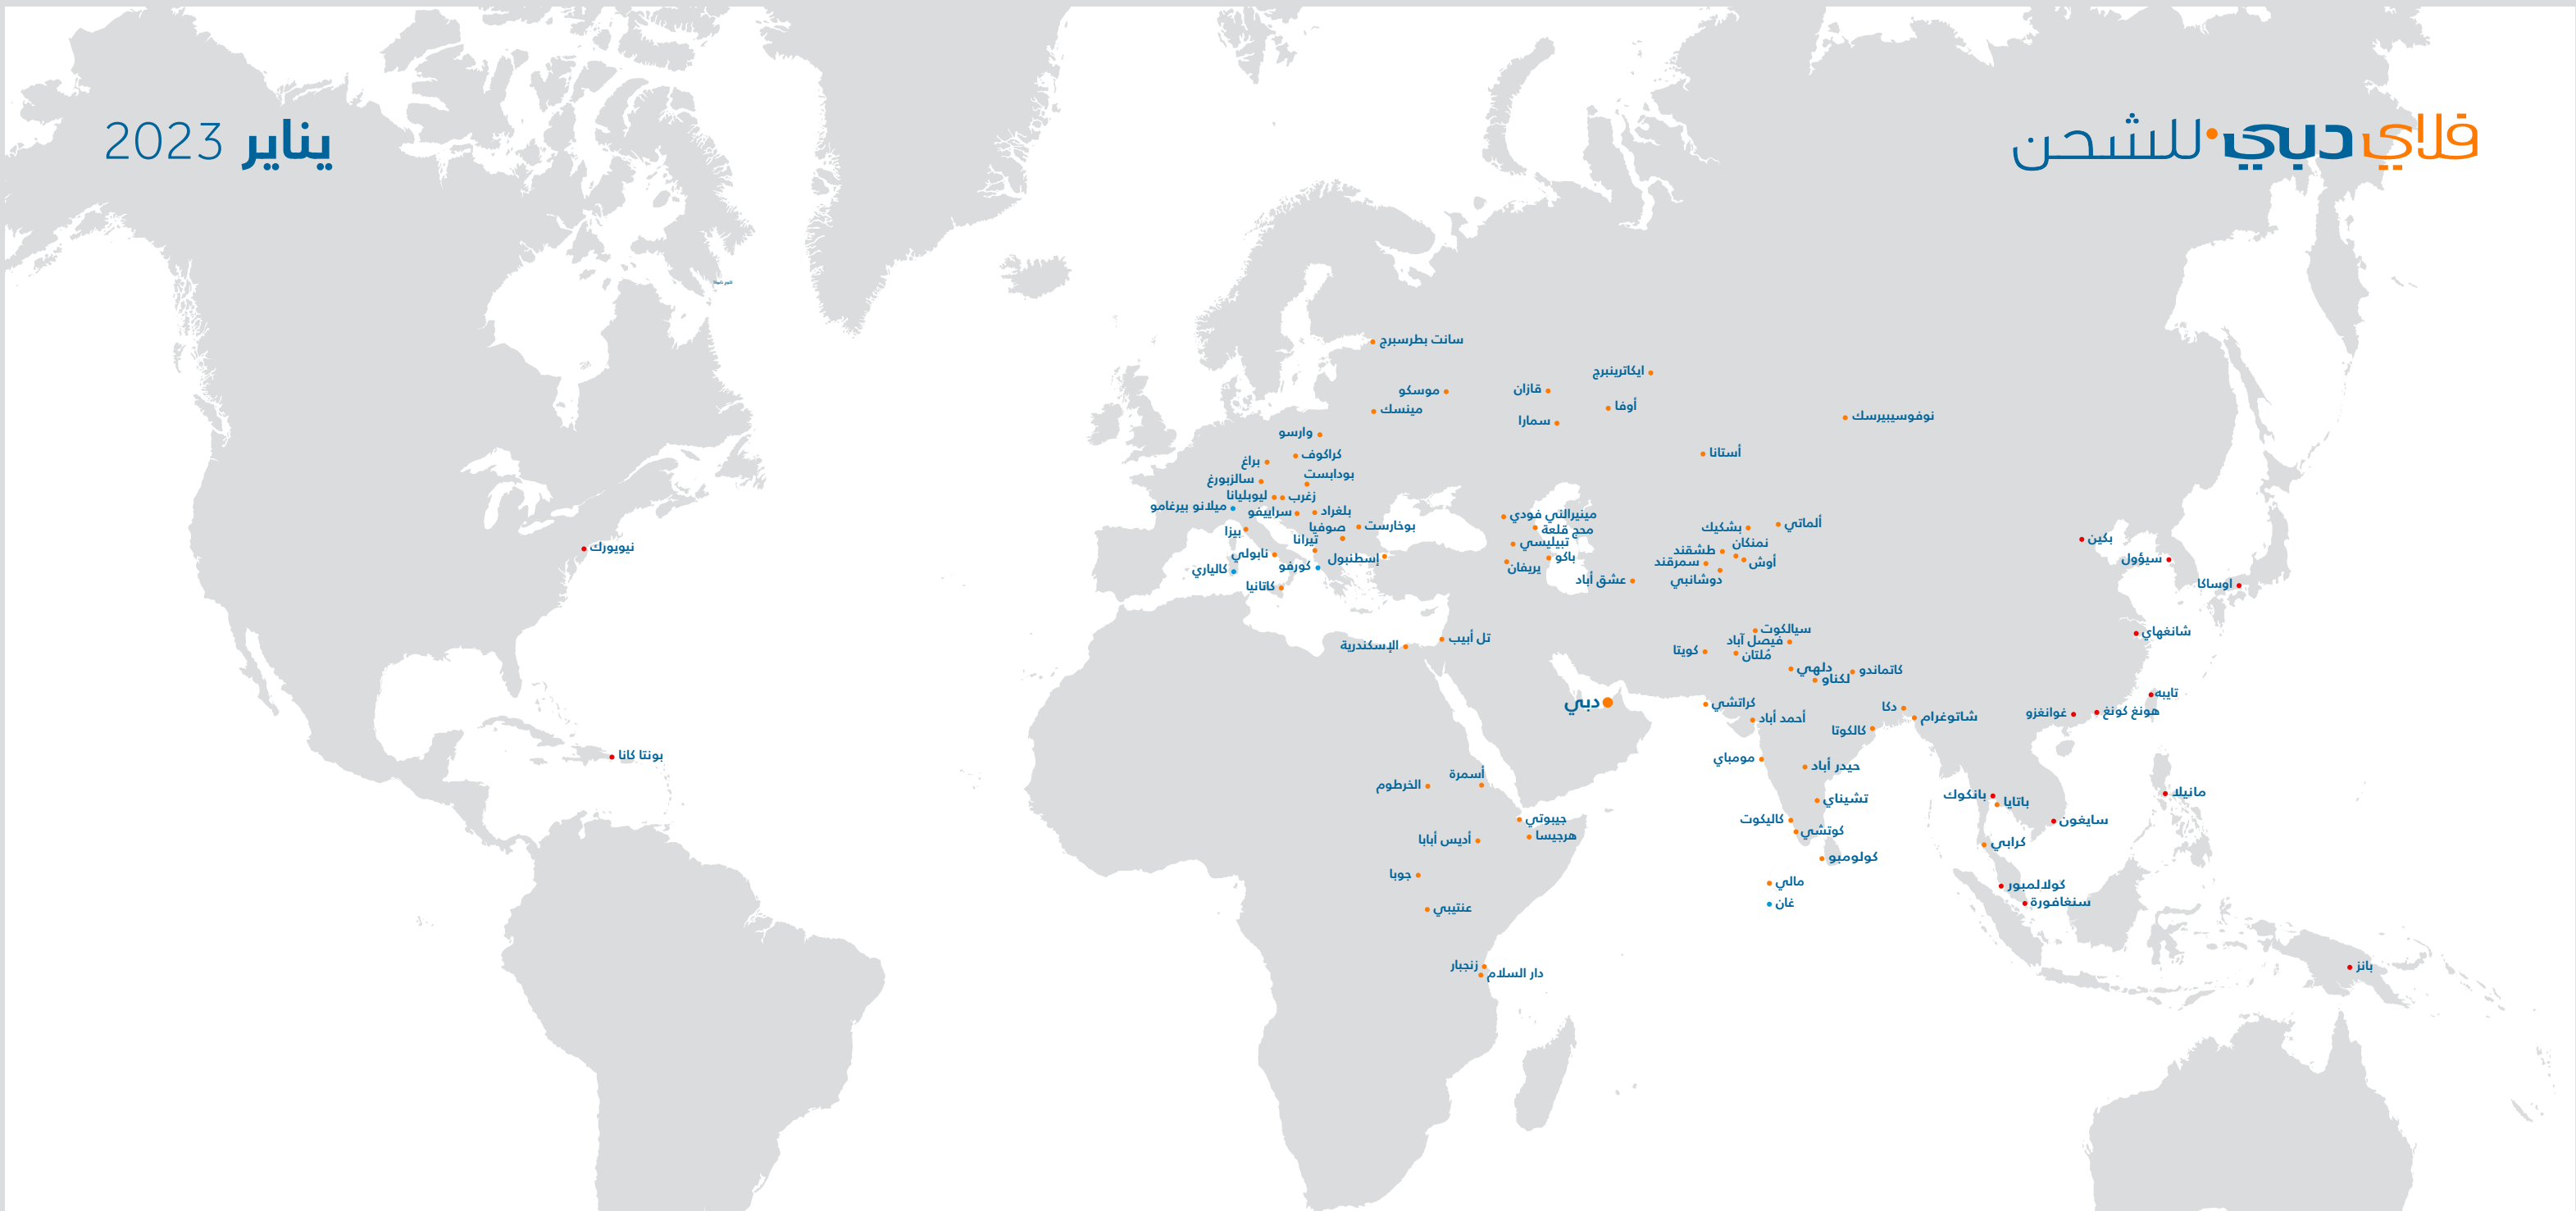 فلاي دبي للشحن
يناير 2023
سانت بطرسبرج
ايكاترينبرج
موسكو
قازان
مينسك
أوفا
سمارا
نوفوسيبيرسك
وارسو
كراكوف
براغ
أستانا
بودابست
سالزبورغ
ليوبليانا
زغرب
ميلانو بيرغامو
سراييفو
بلغراد
مينيرالني فودي
بوخارست
صوفيا
بيزا
محج قلعة
بشكيك
ألماتي
تيرانا
تبيليسي
نمنكان
طشقند
نابولي
إسطنبول
باكو
أوش
سمرقند
كورفو
كالياري
يريفان
عشق أباد
دوشانبي
كاتانيا
نيويورك
بكين
سيؤول
اوساكا
شانغهاي
تل أبيب
الإسكندرية
سيالكوت
فيصل آباد
كويتا
مُلتان
دلهي
لكناو
كاتماندو
دبي
كراتشي
أحمد أباد
دكا
شاتوغرام
كالكوتا
تايبه
هونغ كونغ
غوانغزو
بونتا كانا
مومباي
حيدر أباد
أسمرة
الخرطوم
تشيناي
بانكوك
باتايا
مانيلا
جيبوتي
هرجيسا
كاليكوت
كوتشي
سايغون
أديس أبابا
كرابي
كولومبو
جوبا
مالي
كولالمبور
غان
سنغافورة
عنتيبي
زنجبار
دار السلام
بانز